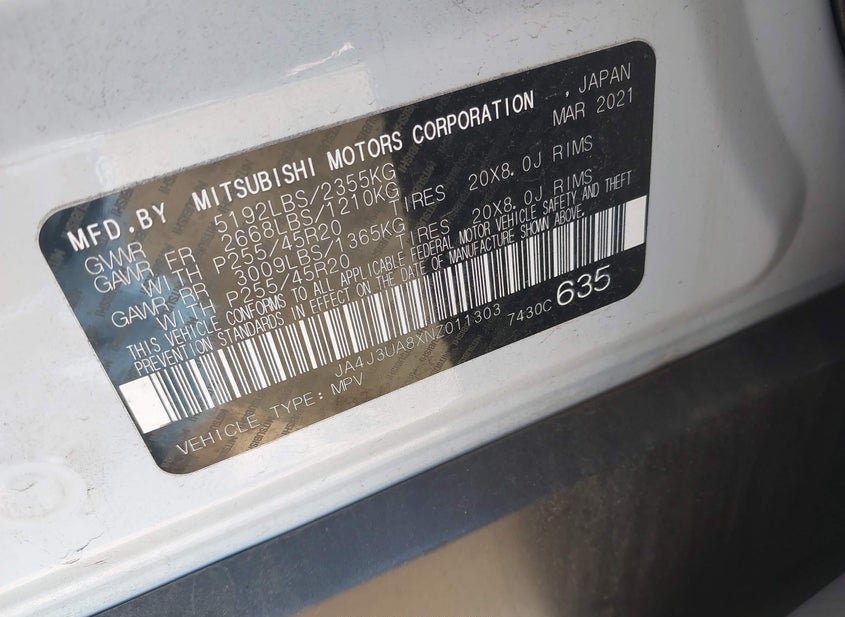 MFD.BY MITSUBISHI MOTORS CORPORATION , JAPAN
MAR 2021
GVWR 5192LBS/2355KG
GAWR FR 2668LBS/1210KG
WITH P255/45R20 TIRES 20X8.0J RIMS
GAWR RR 3009LBS/1365KG
WITH P255/45R20 TIRES 20X8.0J RIMS
THIS VEHICLE CONFORMS TO ALL APPLICABLE FEDERAL MOTOR VEHICLE SAFETY AND THEFT
PREVENTION STANDARDS IN EFFECT ON THE DATE OF MANUFACTURE SHOWN ABOVE.
JA4J3UA8XNZ011303 7430C 635
VEHICLE TYPE: MPV